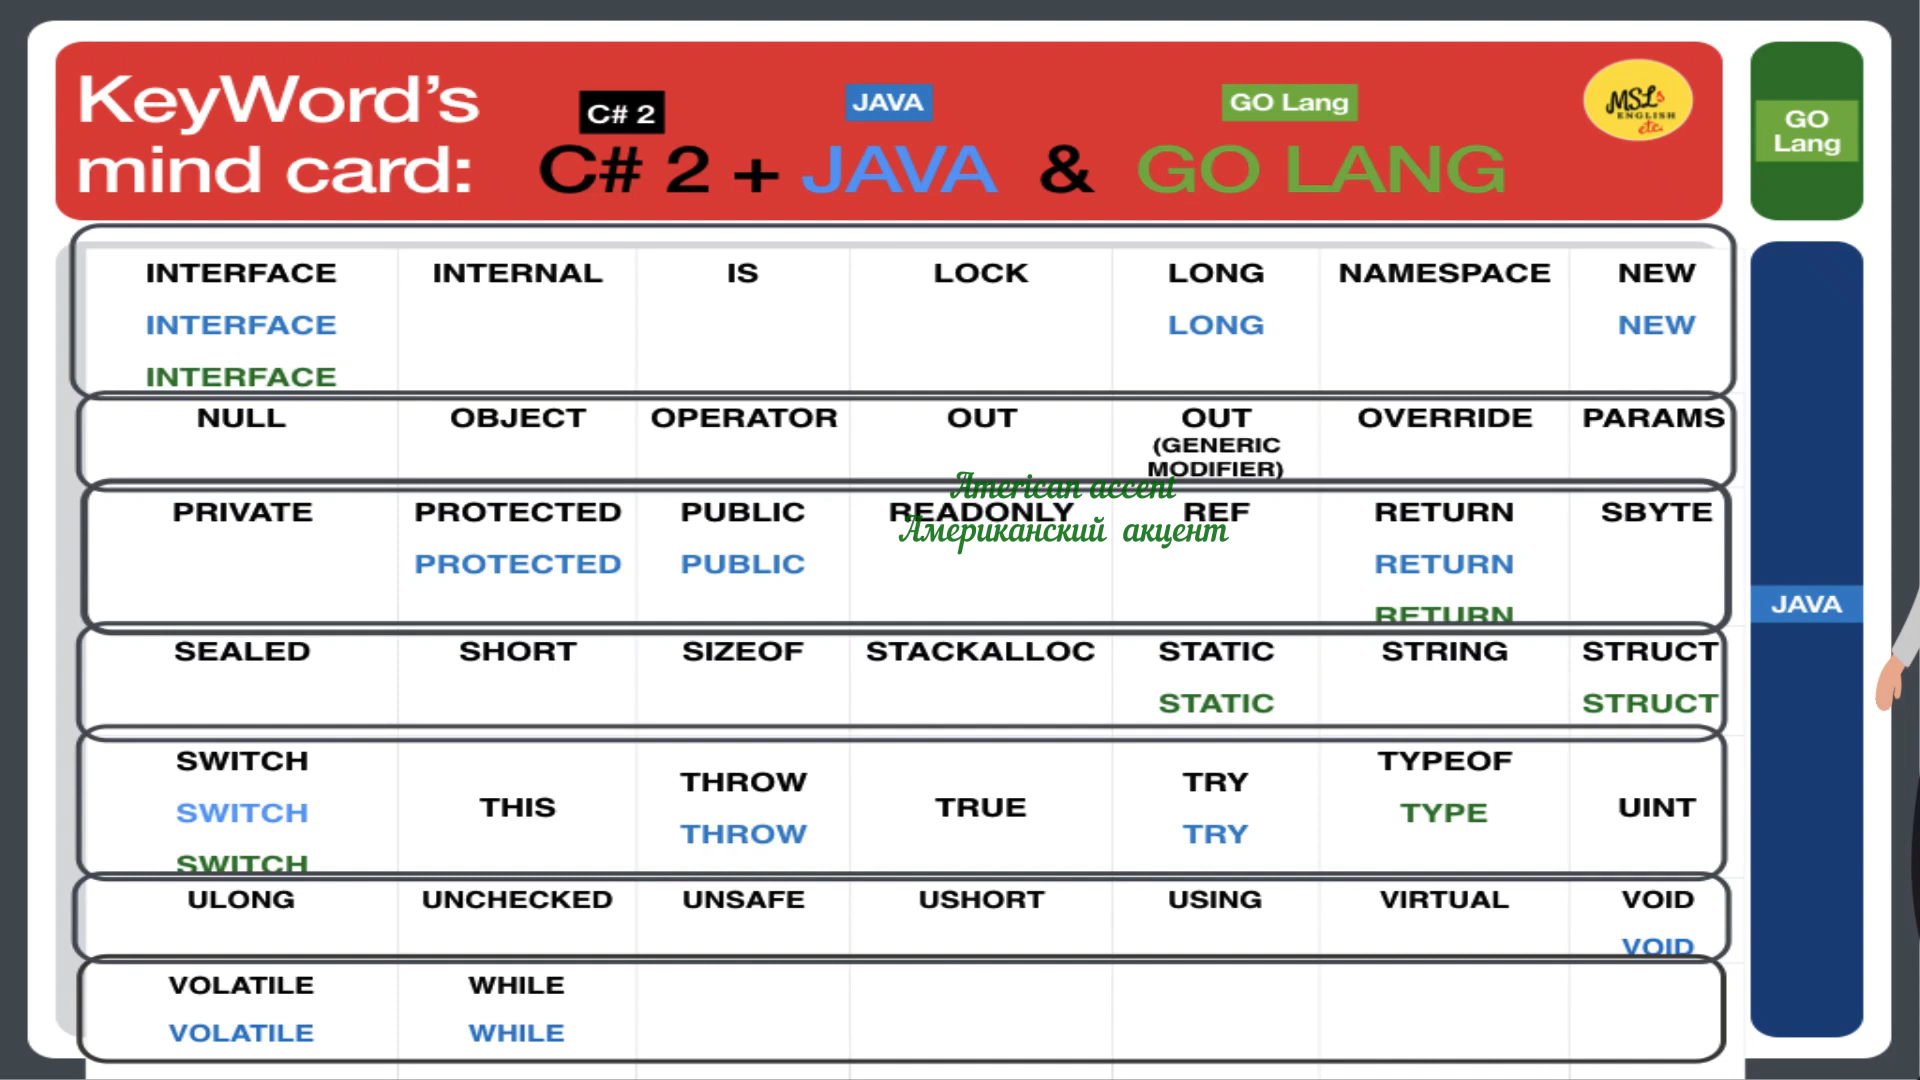 KeyWord's
mind card:
C# 2
JAVA
GO Lang
C# 2 + JAVA & GO LANG
MSL's
ENGLISH
etc.
GO
Lang
INTERFACE INTERNAL IS LOCK LONG NAMESPACE NEW
INTERFACE LONG NEW
INTERFACE
NULL OBJECT OPERATOR OUT OUT OVERRIDE PARAMS
(GENERIC
MODIFIER)
American accent
PRIVATE PROTECTED PUBLIC READONLY REF RETURN SBYTE
Американский акцент
PROTECTED PUBLIC RETURN
RETURN
JAVA
SEALED SHORT SIZEOF STACKALLOC STATIC STRING STRUCT
STATIC STRUCT
SWITCH THIS THROW TRUE TRY TYPEOF UINT
SWITCH THROW TRY TYPE
SWITCH
ULONG UNCHECKED UNSAFE USHORT USING VIRTUAL VOID
VOID
VOLATILE WHILE
VOLATILE WHILE